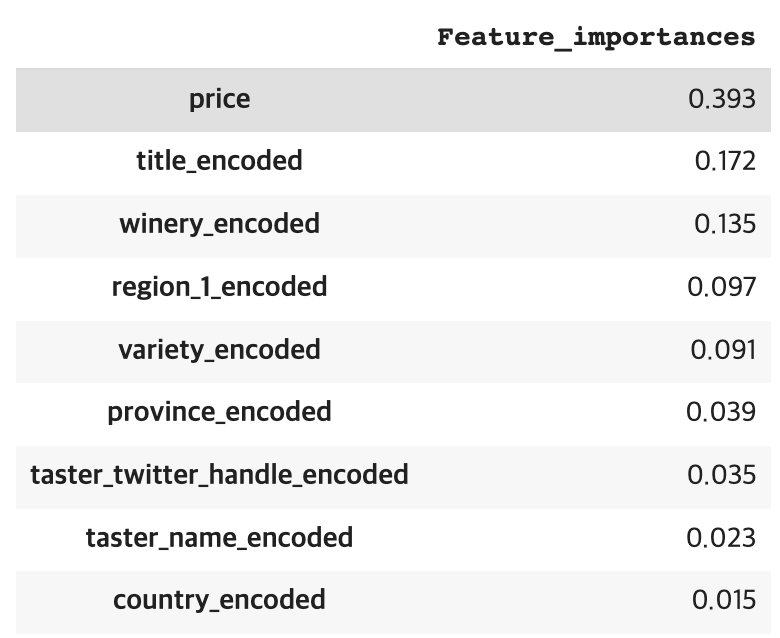 Feature_importances
price 0.393
title_encoded 0.172
winery_encoded 0.135
region_1_encoded 0.097
variety_encoded 0.091
province_encoded 0.039
taster_twitter_handle_encoded 0.035
taster_name_encoded 0.023
country_encoded 0.015